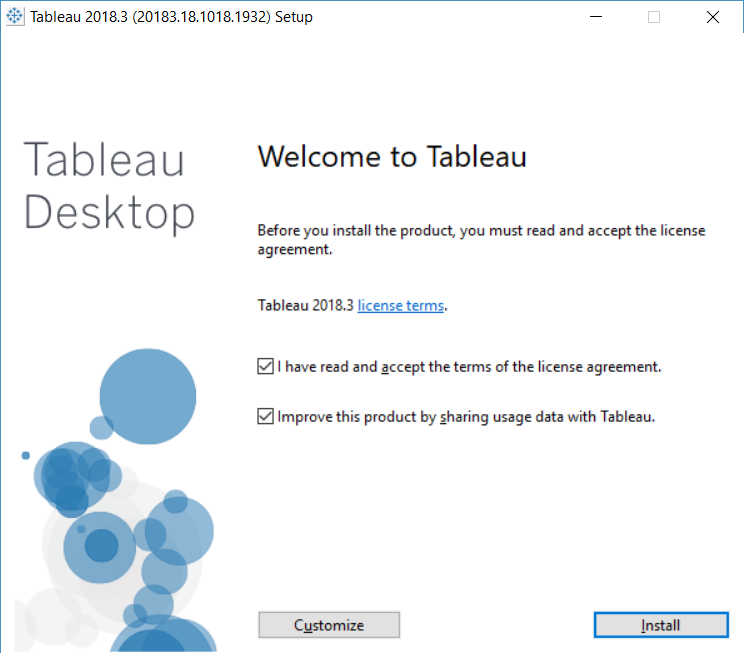 Tableau 2018.3 (20183.18.1018.1932) Setup
Tableau
Desktop
Welcome to Tableau
Before you install the product, you must read and accept the license
agreement.
Tableau 2018.3 license terms.
I have read and accept the terms of the license agreement.
Improve this product by sharing usage data with Tableau.
Customize
Install